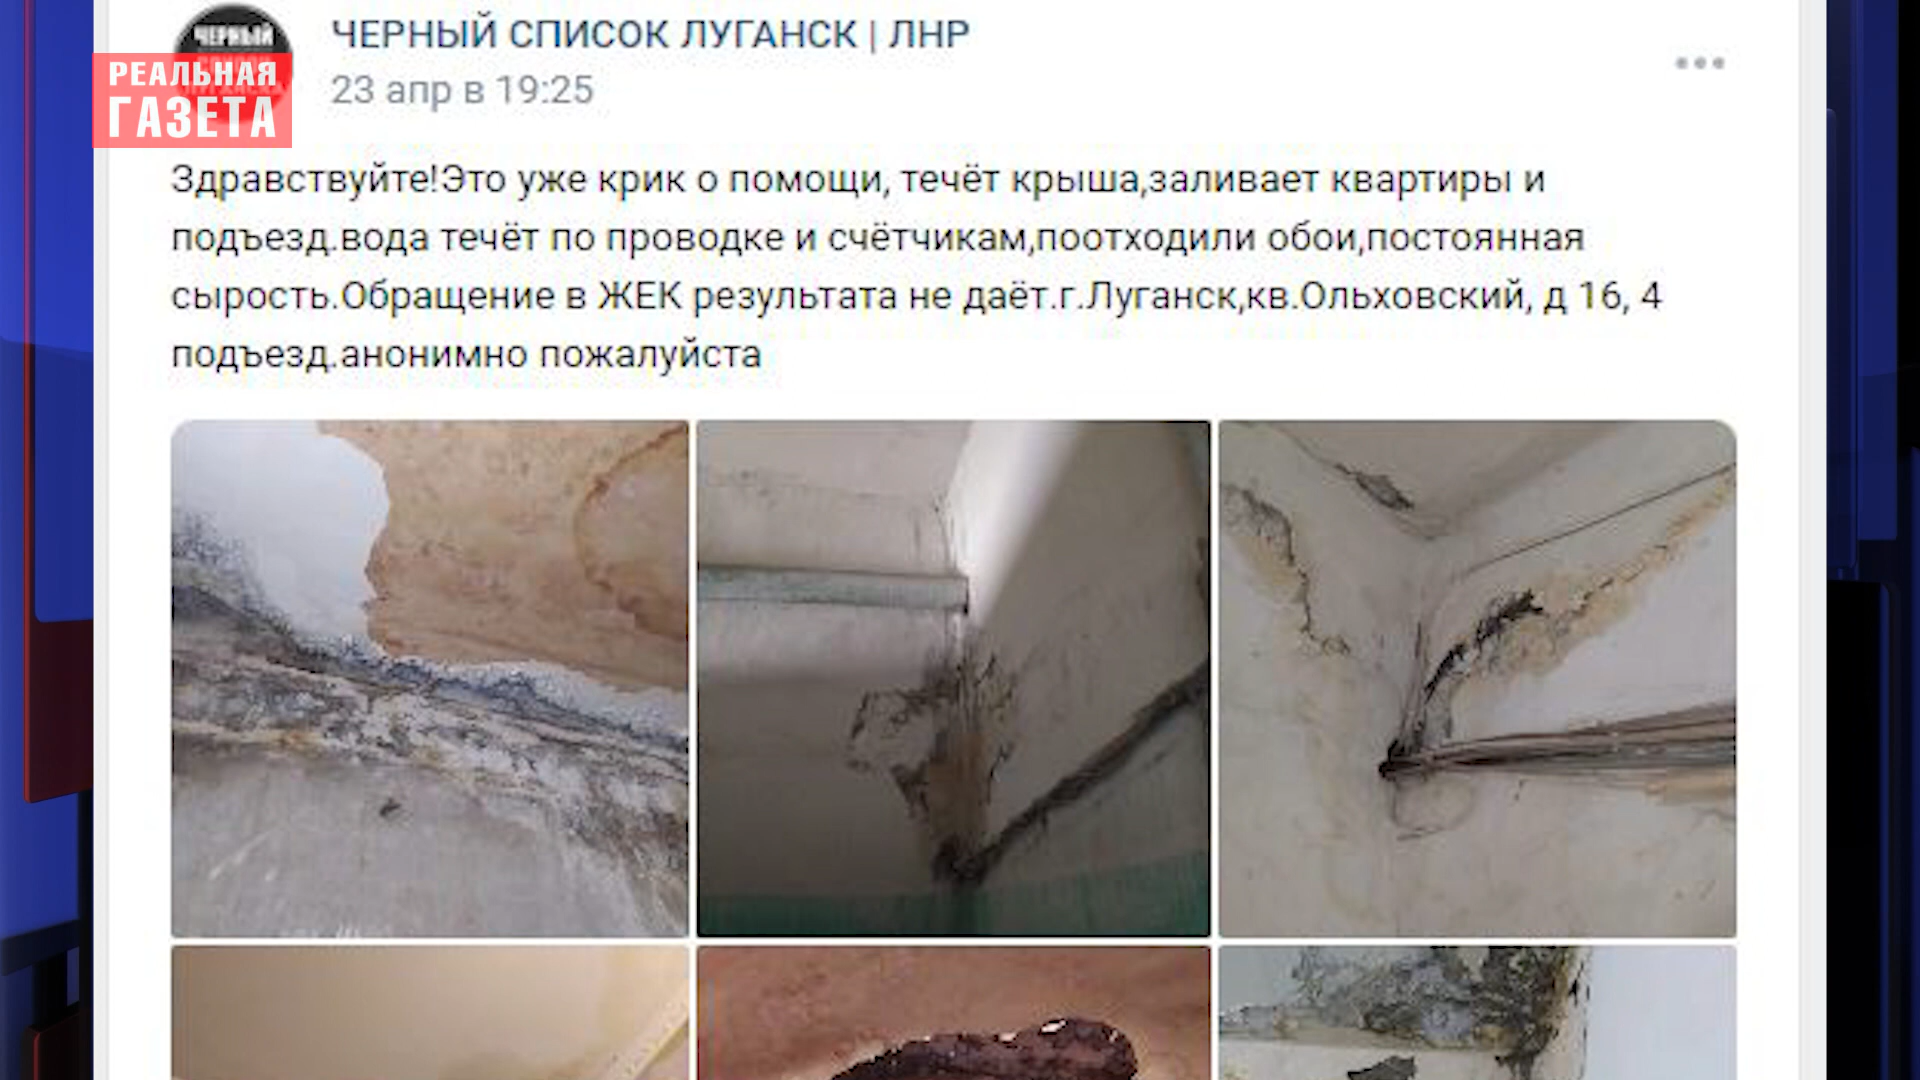 ЧЕРНЫЙ
ЧЕРНЫЙ СПИСОК ЛУГАНСК | ЛНР
23 апр в 19:25
РЕАЛЬНАЯ
ГАЗЕТА
Здравствуйте!Это уже крик о помощи, течёт крыша,заливает квартиры и
подъезд.вода течёт по проводке и счётчикам,поотходили обои,постоянная
сырость.Обращение в ЖЕК результата не даёт.г.Луганск,кв.Ольховский, д 16, 4
подъезд.анонимно пожалуйста